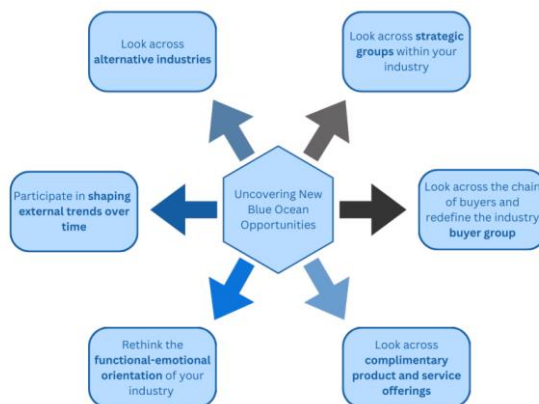 Look across
alternative industries
Look across strategic
groups within your
industry
Participate in shaping
external trends over
time
Uncovering New
Blue Ocean
Opportunities
Look across the chain
of buyers and
redefine the industry
buyer group
Rethink the
functional-emotional
orientation of your
industry
Look across
complimentary
product and service
offerings